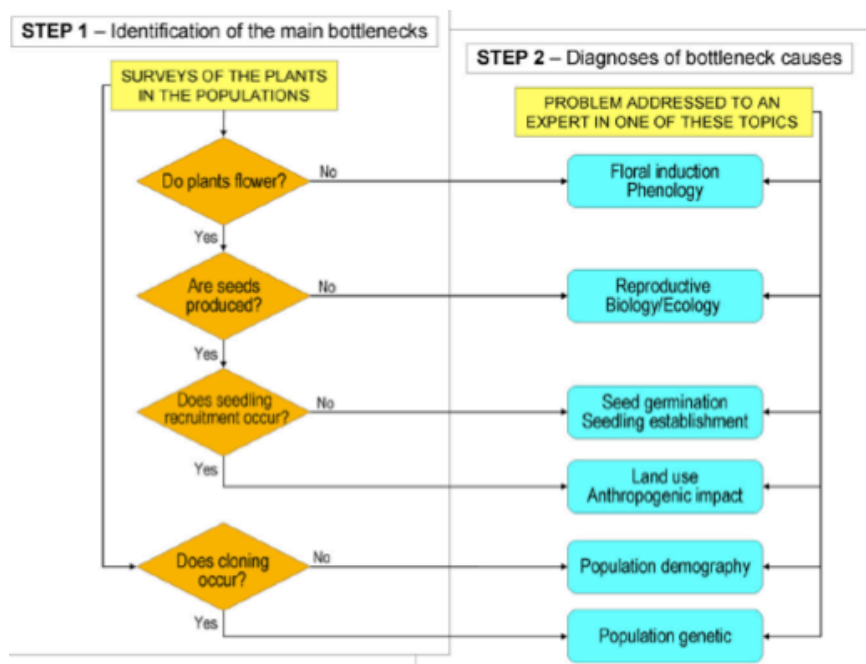 STEP 1 – Identification of the main bottlenecks
SURVEYS OF THE PLANTS
IN THE POPULATIONS
Do plants flower?
No
Yes
Are seeds
produced?
No
Yes
Does seedling
recruitment occur?
No
Yes
Does cloning
occur?
No
Yes
STEP 2 – Diagnoses of bottleneck causes
PROBLEM ADDRESSED TO AN
EXPERT IN ONE OF THESE TOPICS
Floral induction
Phenology
Reproductive
Biology/Ecology
Seed germination
Seedling establishment
Land use
Anthropogenic impact
Population demography
Population genetic